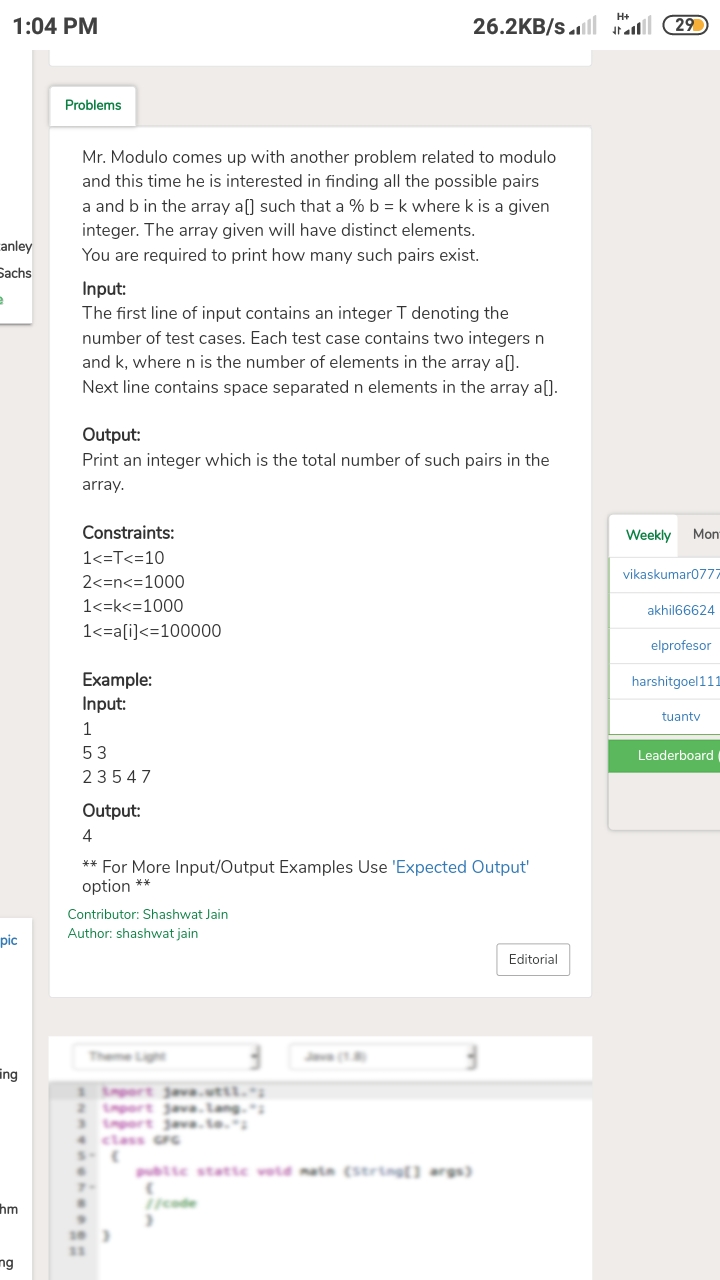 1:04 PM
26.2KB/s
H+
29
Problems
Mr. Modulo comes up with another problem related to modulo
and this time he is interested in finding all the possible pairs
a and b in the array a[] such that a % b = k where k is a given
integer. The array given will have distinct elements.
You are required to print how many such pairs exist.
Input:
The first line of input contains an integer T denoting the
number of test cases. Each test case contains two integers n
and k, where n is the number of elements in the array a[].
Next line contains space separated n elements in the array a[].
Output:
Print an integer which is the total number of such pairs in the
array.
Constraints:
1<=T<=10
2<=n<=1000
1<=k<=1000
1<=a[i]<=100000
Example:
Input:
1
5 3
2 3 5 4 7
Output:
4
** For More Input/Output Examples Use 'Expected Output'
option **
Contributor: Shashwat Jain
Author: shashwat jain
Editorial
anley
Sachs
e
pic
ing
hm
ng
Weekly
Mon
vikaskumar0777
akhil66624
elprofesor
harshitgoel111
tuantv
Leaderboard (
Theme Light
Java (1.8)
1 import java.util.*;
2 import java.lang.*;
3 import java.io.*;
4 class GFG
5 {
6 public static void main (String[] args)
7 {
8 //code
9 }
10 }
11